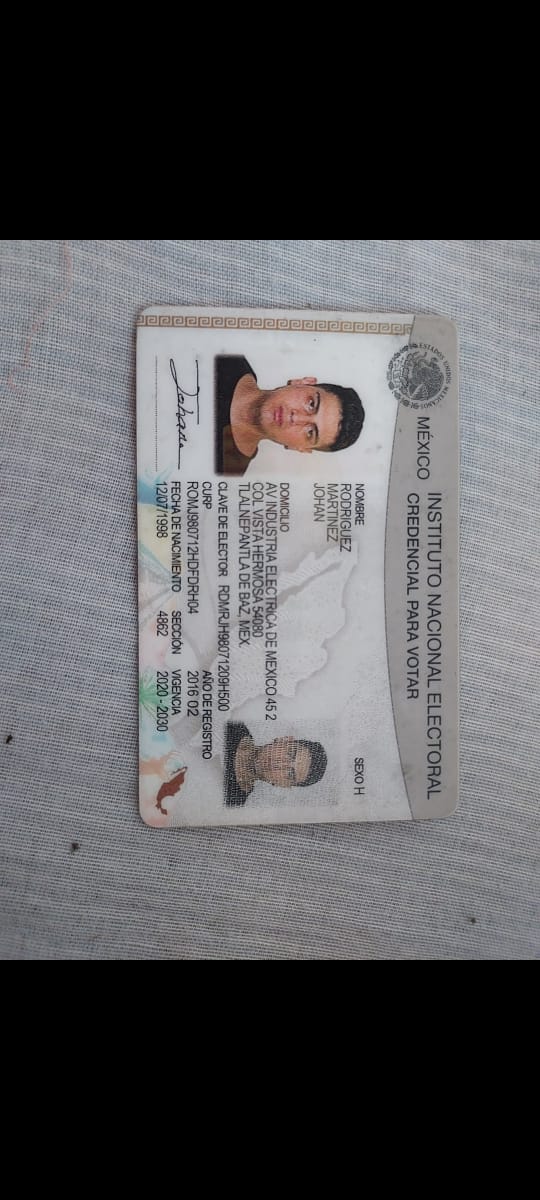 ESTADOS UNIDOS MEXICANOS
MÉXICO
INSTITUTO NACIONAL ELECTORAL
CREDENCIAL PARA VOTAR
NOMBRE
RODRIGUEZ
MARTINEZ
JOHAN
SEXO H
DOMICILIO
AV INDUSTRIA ELECTRICA DE MEXICO 45 2
COL VISTA HERMOSA 54080
TLALNEPANTLA DE BAZ, MEX.
CLAVE DE ELECTOR RDMRJH98071209H500
CURP
ROMJ980712HDFDRH04
AÑO DE REGISTRO
2016 02
FECHA DE NACIMIENTO
12/07/1998
SECCIÓN
4862
VIGENCIA
2020 - 2030
Johan